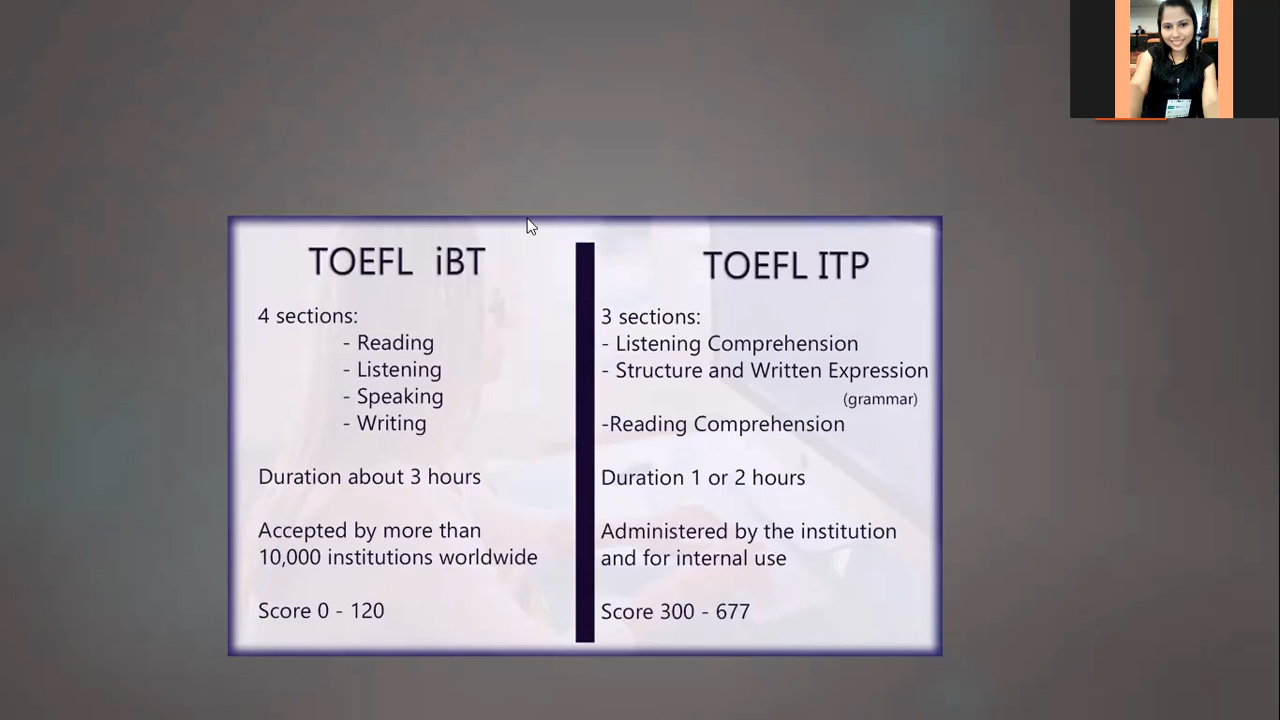 TOEFL iBT
4 sections:
- Reading
- Listening
- Speaking
- Writing
Duration about 3 hours
Accepted by more than
10,000 institutions worldwide
Score 0 - 120
TOEFL ITP
3 sections:
- Listening Comprehension
- Structure and Written Expression
(grammar)
-Reading Comprehension
Duration 1 or 2 hours
Administered by the institution
and for internal use
Score 300 - 677